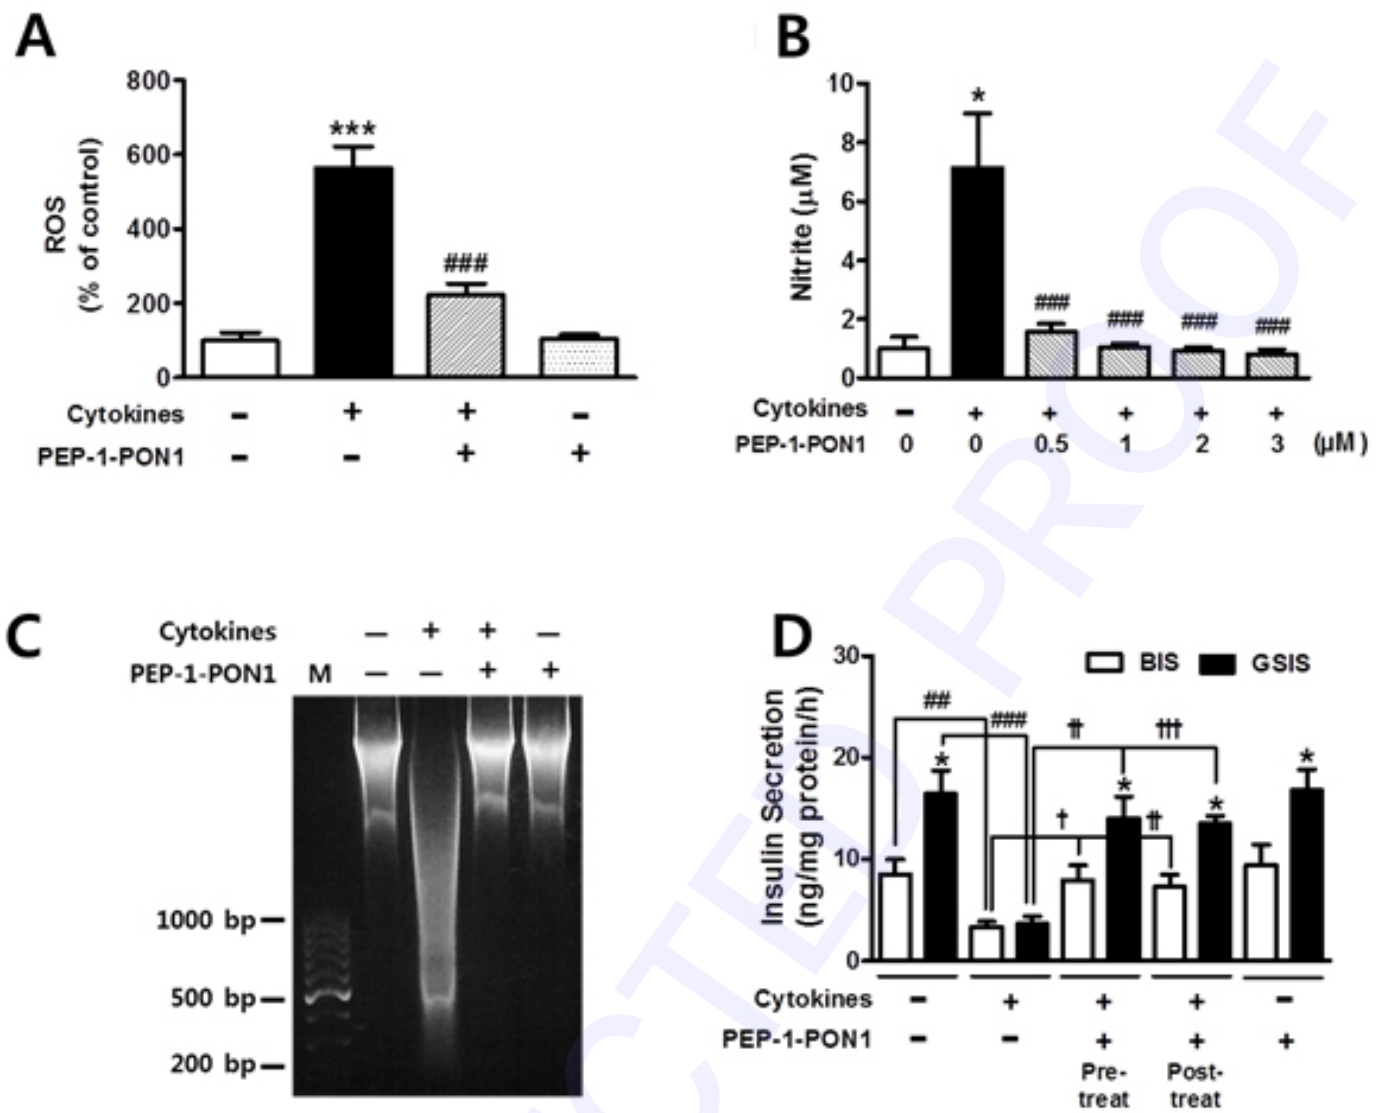 A
800
600
400
200
0
ROS
(% of control)
***
###
Cytokines - + + -
PEP-1-PON1 - - + +
B
10
8
6
4
2
0
Nitrite (μM)
*
### ### ### ###
Cytokines - + + + + +
PEP-1-PON1 0 0 0.5 1 2 3 (μM)
C
Cytokines — + + —
PEP-1-PON1 M — — + +
1000 bp
500 bp
200 bp
D
30
20
10
0
Insulin Secretion
(ng/mg protein/h)
BIS GSIS
## ### †† †††
* * * *
† ††
Cytokines - + + + -
PEP-1-PON1 - - + + +
Pre-
treat
Post-
treat
CTED PROOF